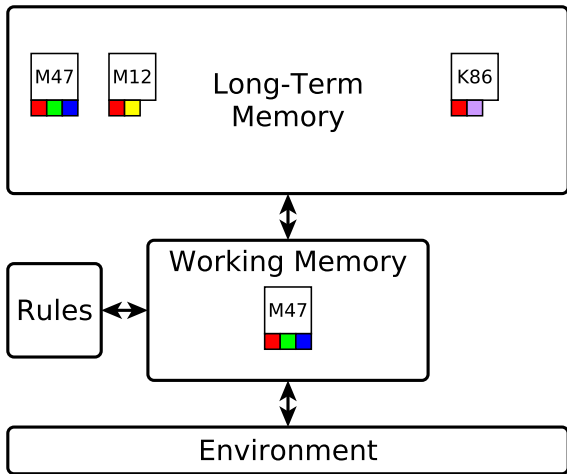 M47
M12
K86
Long-Term
Memory
Working Memory
M47
Rules
Environment